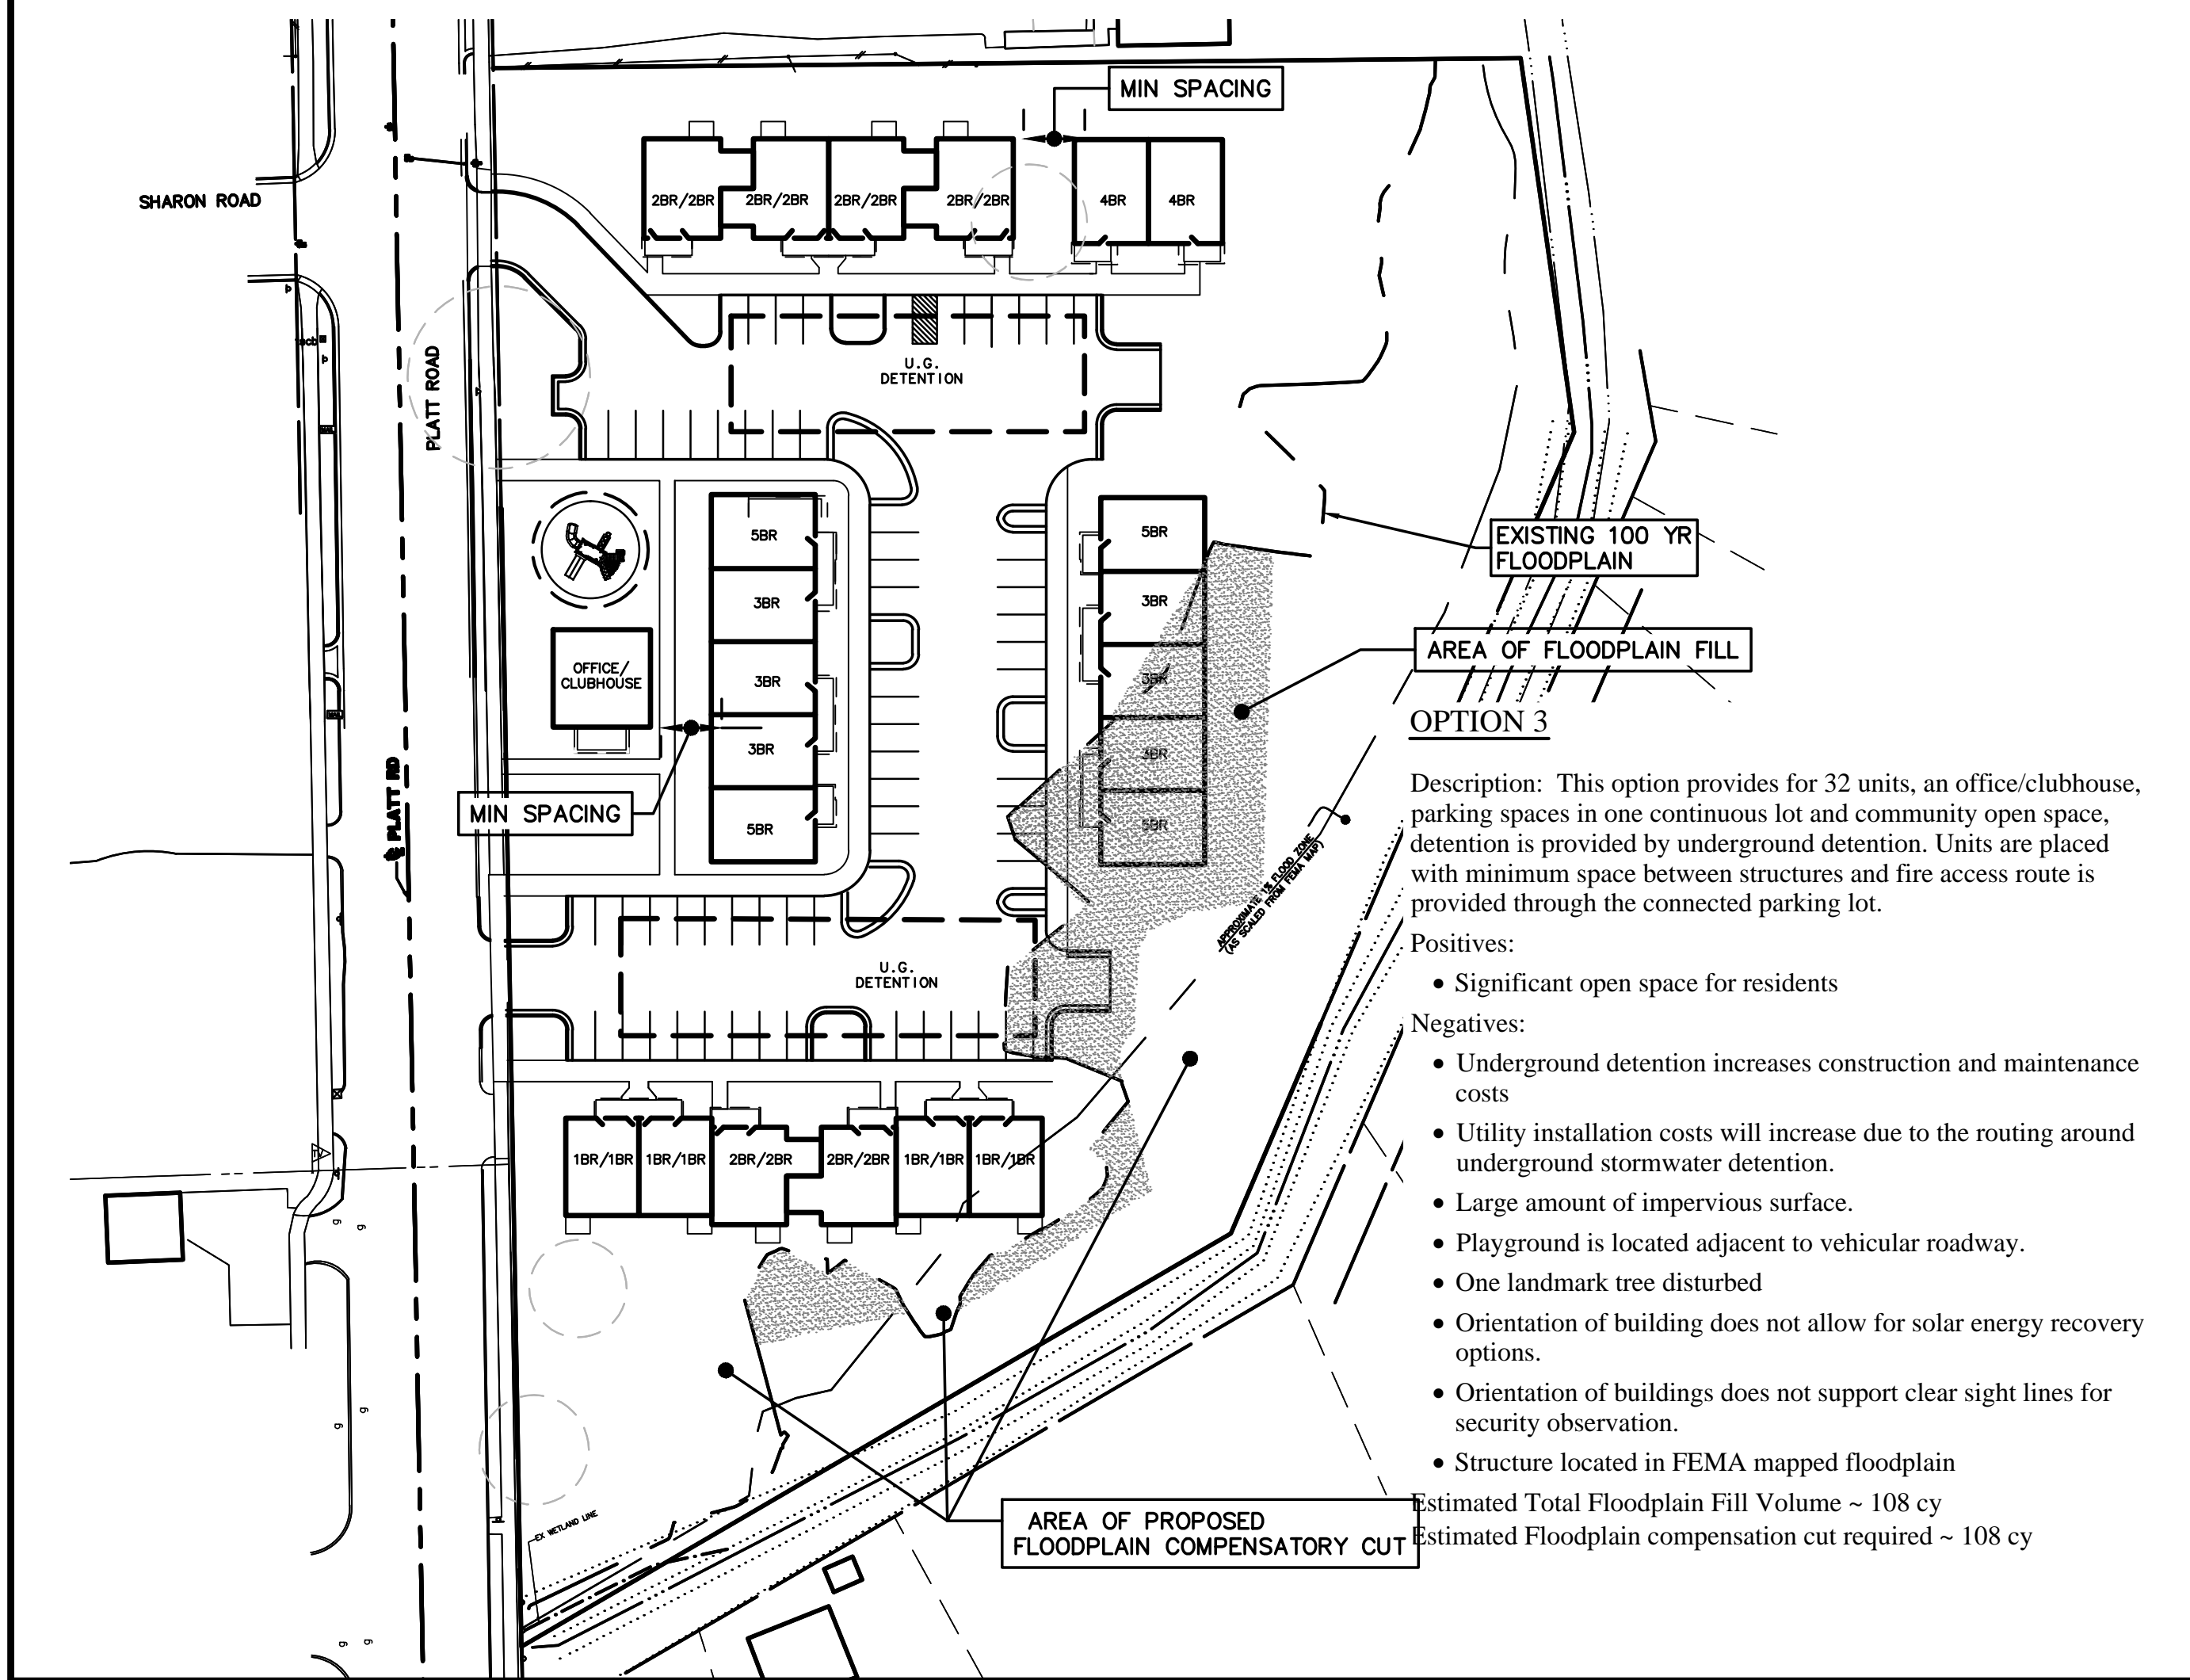 MIN SPACING
SHARON ROAD
2BR/2BR 2BR/2BR 2BR/2BR 2BR/2BR 4BR 4BR
PLATT ROAD
U.G.
DETENTION
5BR
3BR
3BR
3BR
5BR
OFFICE/
CLUBHOUSE
MIN SPACING
PLATT RD
5BR
3BR
3BR
3BR
5BR
EXISTING 100 YR
FLOODPLAIN
AREA OF FLOODPLAIN FILL
APPROXIMATE 1% FLOOD ZONE
(AS SCALED FROM FEMA MAP)
U.G.
DETENTION
1BR/1BR 1BR/1BR 2BR/2BR 2BR/2BR 1BR/1BR 1BR/1BR
EX WETLAND LINE
AREA OF PROPOSED
FLOODPLAIN COMPENSATORY CUT
OPTION 3
Description: This option provides for 32 units, an office/clubhouse,
parking spaces in one continuous lot and community open space,
detention is provided by underground detention. Units are placed
with minimum space between structures and fire access route is
provided through the connected parking lot.
Positives:
• Significant open space for residents
Negatives:
• Underground detention increases construction and maintenance
costs
• Utility installation costs will increase due to the routing around
underground stormwater detention.
• Large amount of impervious surface.
• Playground is located adjacent to vehicular roadway.
• One landmark tree disturbed
• Orientation of building does not allow for solar energy recovery
options.
• Orientation of buildings does not support clear sight lines for
security observation.
• Structure located in FEMA mapped floodplain
Estimated Total Floodplain Fill Volume ~ 108 cy
Estimated Floodplain compensation cut required ~ 108 cy